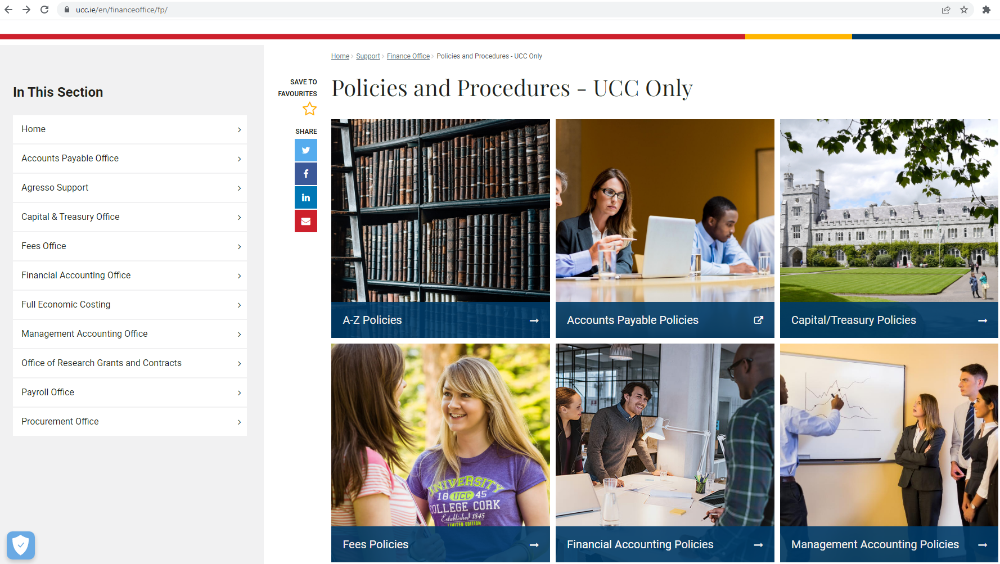 ucc.ie/en/financeoffice/fp/
Home › Support › Finance Office › Policies and Procedures - UCC Only
In This Section
Home
Accounts Payable Office
Agresso Support
Capital & Treasury Office
Fees Office
Financial Accounting Office
Full Economic Costing
Management Accounting Office
Office of Research Grants and Contracts
Payroll Office
Procurement Office
SAVE TO
FAVOURITES
SHARE
Policies and Procedures - UCC Only
A-Z Policies
Accounts Payable Policies
Capital/Treasury Policies
UNIVERSITY
18 UCC 45
COLLEGE CORK
Established 1845
LIMITED EDITION
Fees Policies
Financial Accounting Policies
Management Accounting Policies